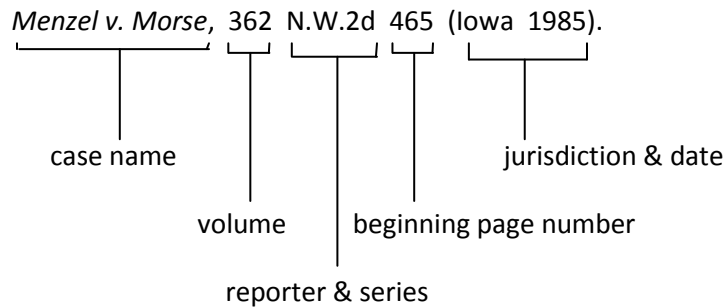 Menzel v. Morse, 362 N.W.2d 465 (Iowa 1985).
case name jurisdiction & date
volume beginning page number
reporter & series